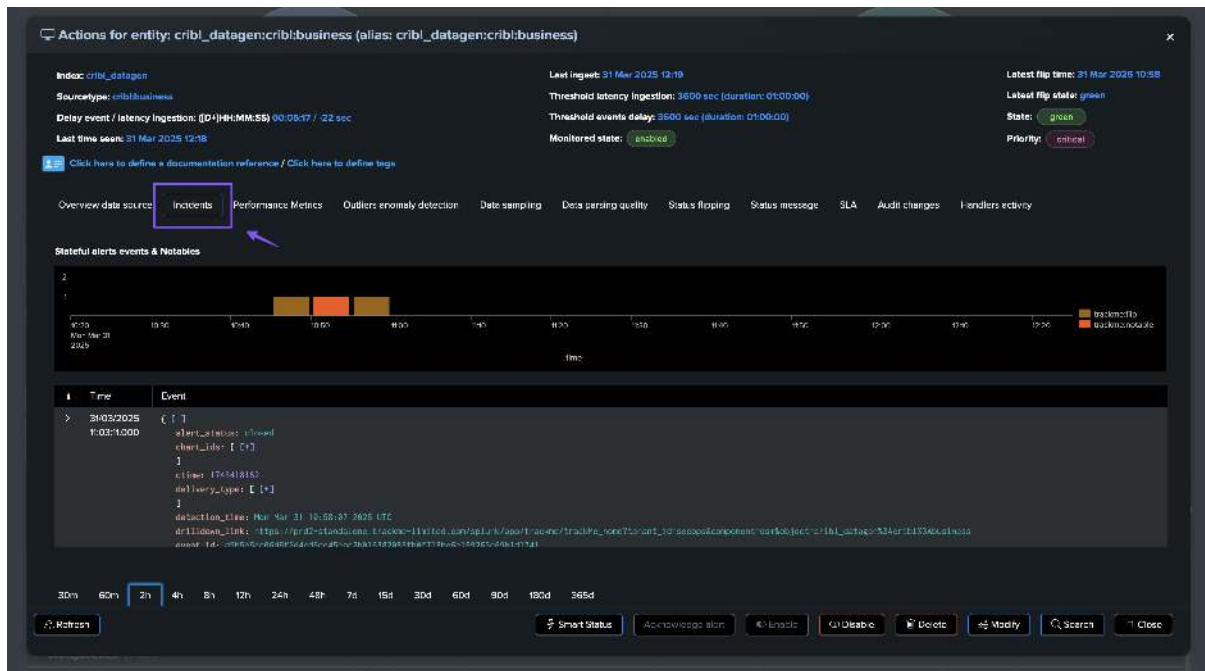 Actions for entity: cribl_datagen:cribl:business (alias: cribl_datagen:cribl:business)
Index: cribl_datagen
Last ingest: 31 Mar 2025 12:19
Latest flip time: 31 Mar 2025 10:58
Sourcetype: cribl:business
Threshold latency ingestion: 3600 sec (duration: 01:00:00)
Latest flip state: green
Delay event / latency ingestion: ([D+]HH:MM:SS) 00:05:17 / -22 sec
Threshold events delay: 3600 sec (duration: 01:00:00)
State: green
Last time seen: 31 Mar 2025 12:18
Monitored state: enabled
Priority: critical
Click here to define a documentation reference / Click here to define tags
Overview data source Incidents Performance Metrics Outliers anomaly detection Data sampling Data parsing quality Status flipping Status message SLA Audit changes Handlers activity
Stateful alerts events & Notables
2
1
10:20 10:30 10:40 10:50 11:00 11:10 11:20 11:30 11:40 11:50 12:00 12:10 12:20
Mon Mar 31
2025
_time
trackme:flip
trackme:notable
i Time Event
> 31/03/2025 { [-]
11:03:11.000 alert_status: closed
chart_ids: [ [+]
]
ctime:
delivery_type: [ [+]
]
detection_time: Mon Mar 31 10:58:07 2025 UTC
drilldown_link:
event_id:
30m 60m 2h 4h 8h 12h 24h 48h 7d 15d 30d 60d 90d 180d 365d
Refresh Smart Status Acknowledge alert Enable Disable Delete Modify Search Close